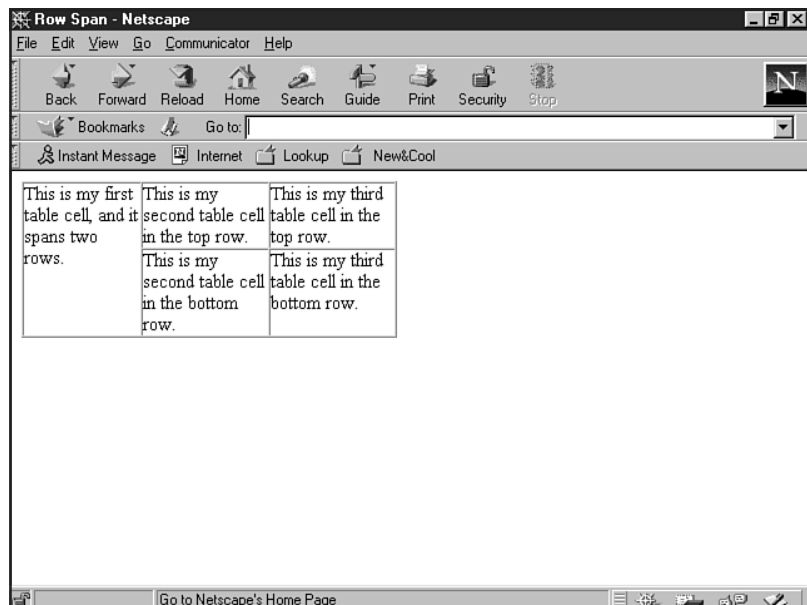 Row Span - Netscape
File Edit View Go Communicator Help
N
Back Forward Reload Home Search Guide Print Security Stop
Bookmarks Go to:
Instant Message Internet Lookup New&Cool
This is my first
table cell, and it
spans two
rows.
This is my
second table cell
in the top row.
This is my third
table cell in the
top row.
This is my
second table cell
in the bottom
row.
This is my third
table cell in the
bottom row.
Go to Netscape's Home Page